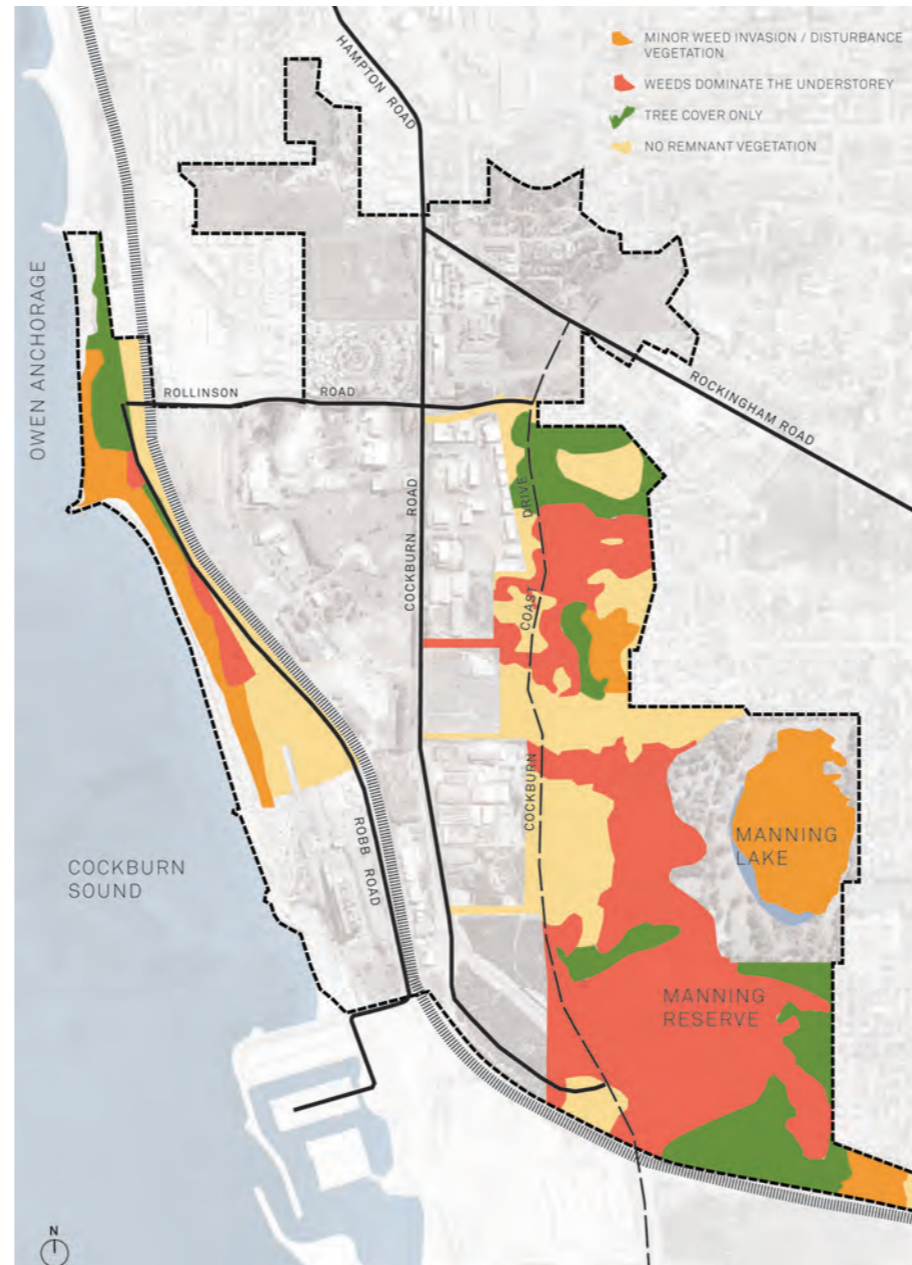 HAMPTON ROAD
MINOR WEED INVASION / DISTURBANCE
VEGETATION
WEEDS DOMINATE THE UNDERSTOREY
TREE COVER ONLY
NO REMNANT VEGETATION
OWEN ANCHORAGE
ROLLINSON ROAD
ROCKINGHAM ROAD
COCKBURN ROAD
COCKBURN COAST DRIVE
ROBB ROAD
MANNING
LAKE
COCKBURN
SOUND
MANNING
RESERVE
N